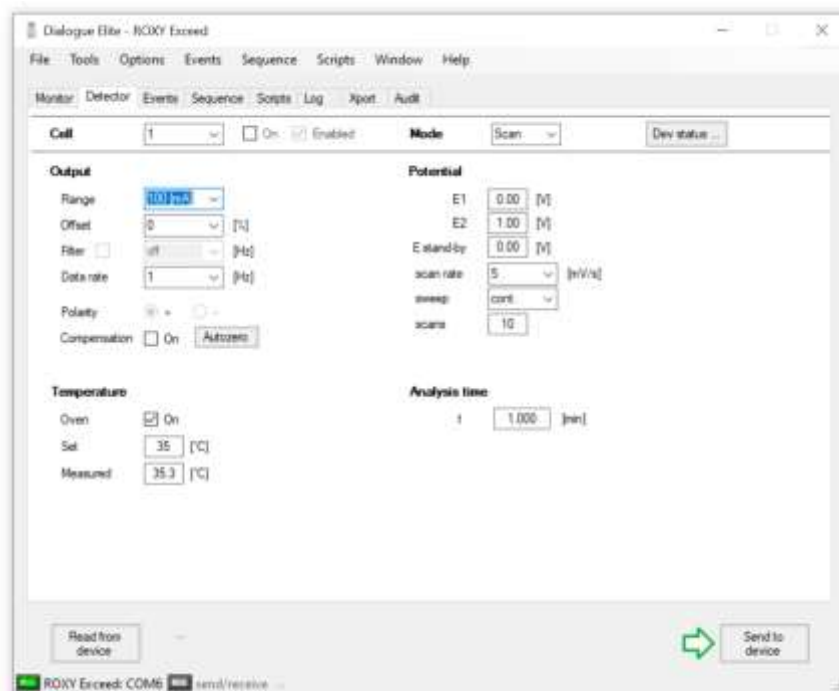 Dialogue Elite - ROXY Exceed
File Tools Options Events Sequence Scripts Window Help
Monitor Detector Events Sequence Scripts Log Xport Audit
Cell 1 On Enabled Mode Scan Dev status ...
Output Potential
Range 100 [mA] E1 0.00 [V]
Offset 0 [%] E2 1.00 [V]
Filter off [Hz] E stand-by 0.00 [V]
Data rate 1 [Hz] scan rate 5 [mV/s]
sweep cont.
Polarity + - scans 10
Compensation On Autozero
Temperature Analysis time
Oven On t 1.000 [min]
Set 35 [°C]
Measured 35.3 [°C]
Read from device ... Send to device
ROXY Exceed: COM6 send/receive ...